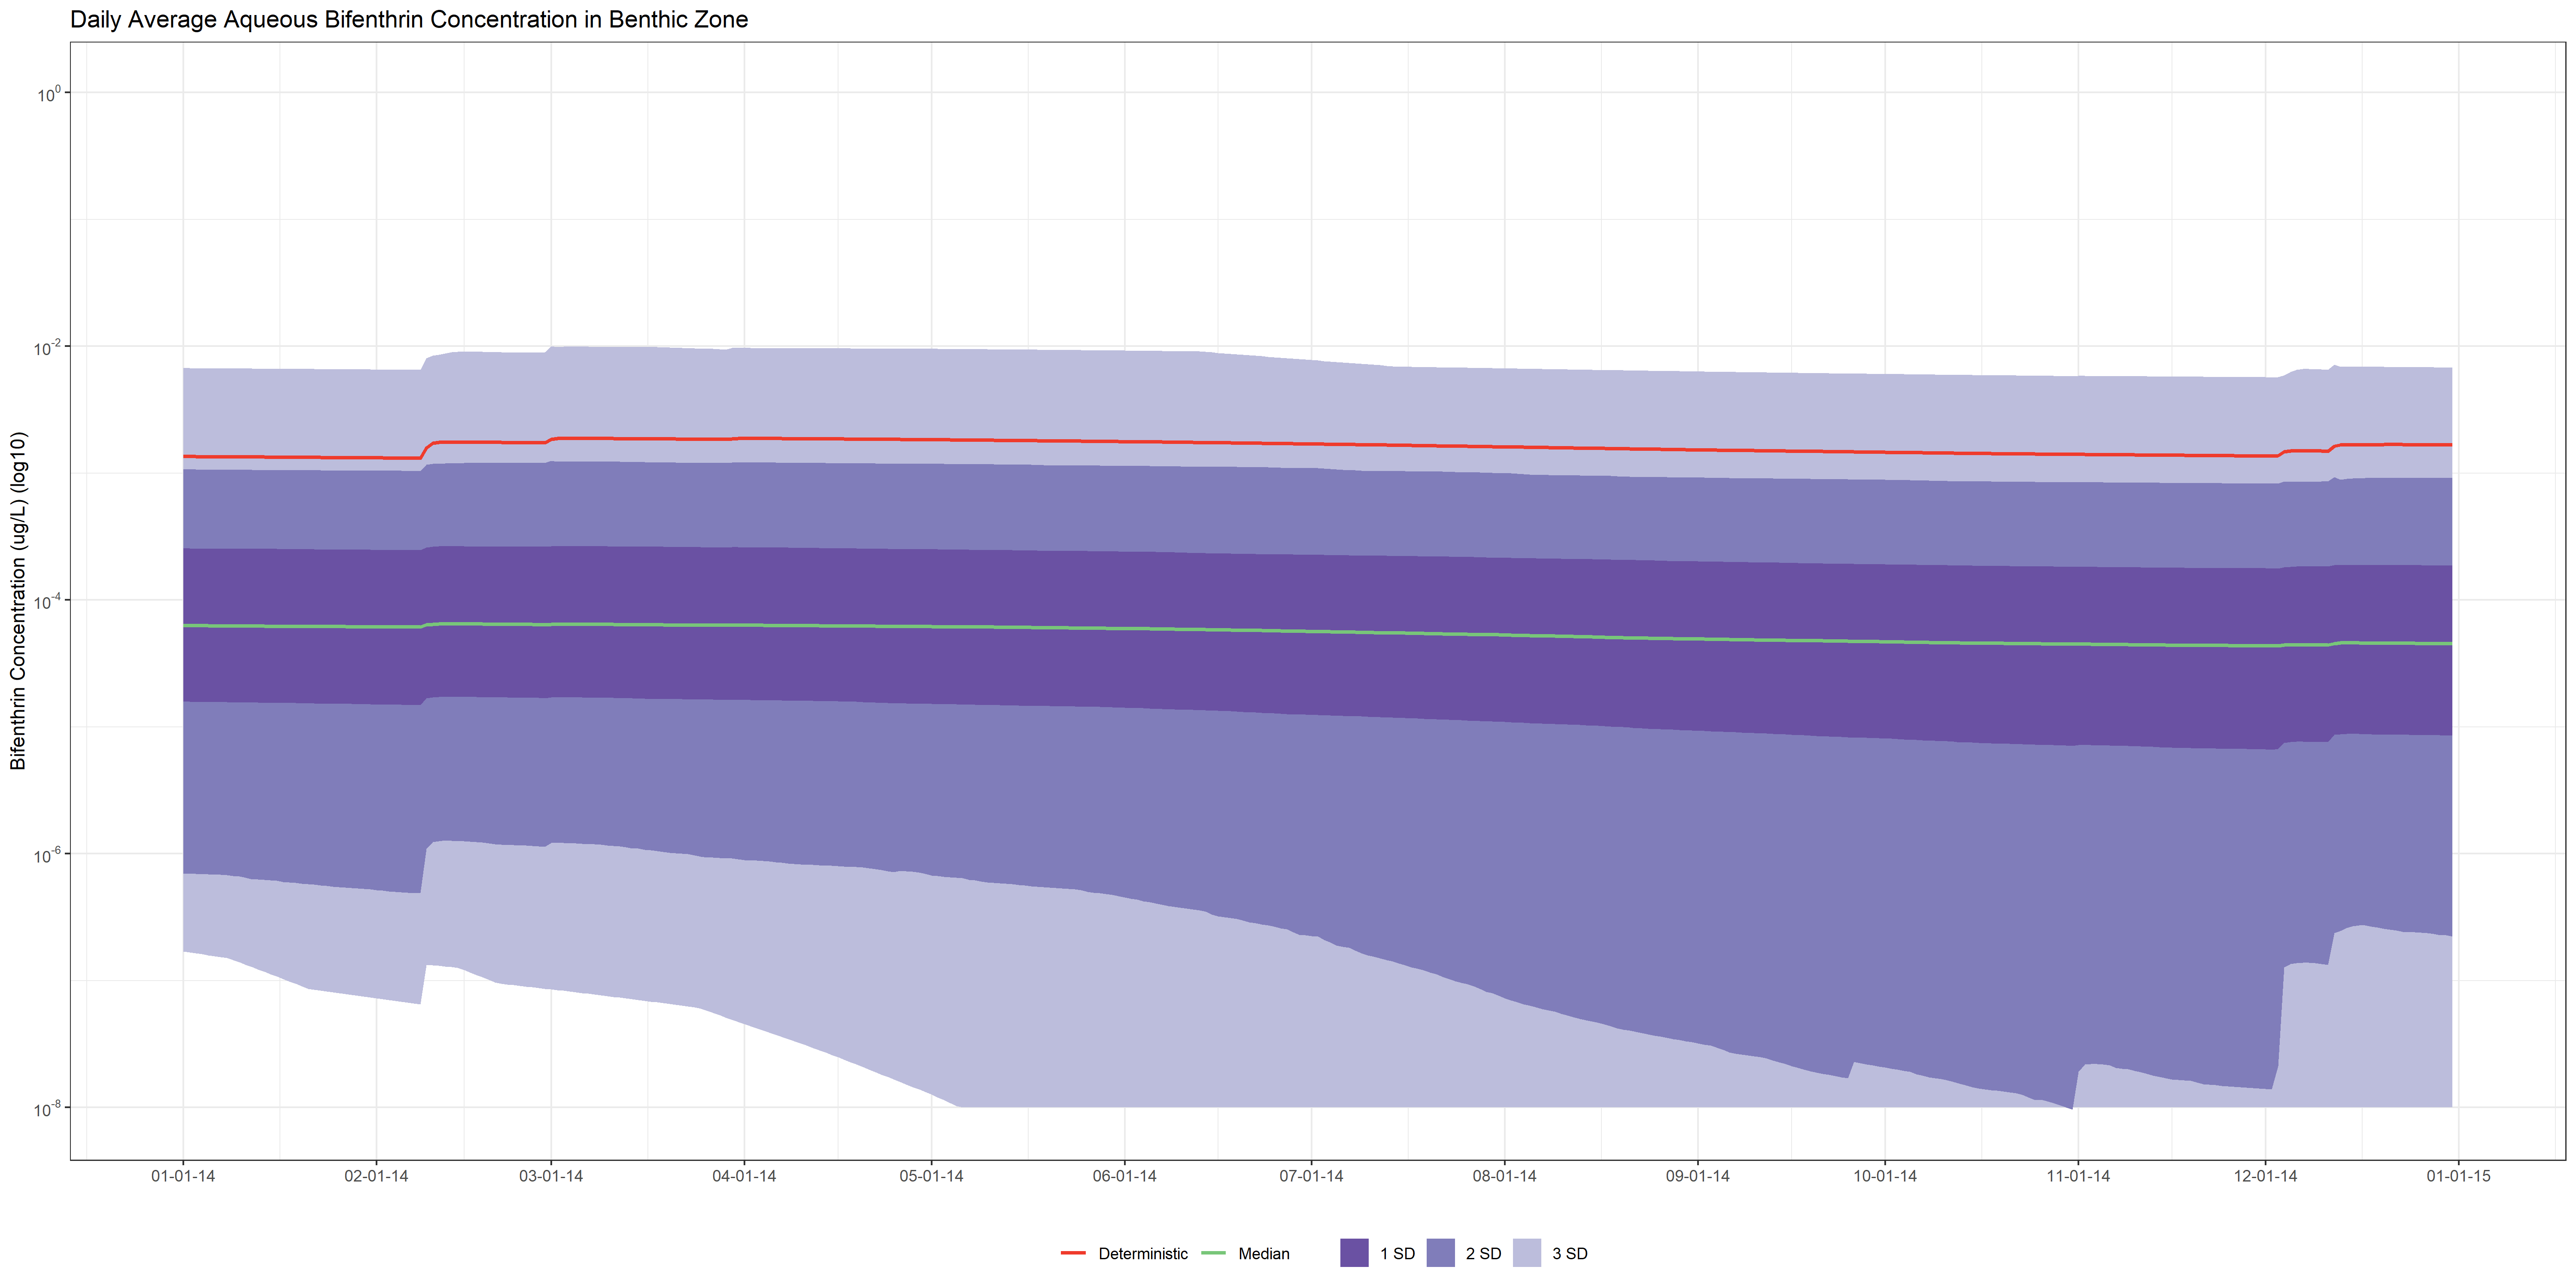 Daily Average Aqueous Bifenthrin Concentration in Benthic Zone
Bifenthrin Concentration (ug/L) (log10)
10^0
10^-2
10^-4
10^-6
10^-8
01-01-14 02-01-14 03-01-14 04-01-14 05-01-14 06-01-14 07-01-14 08-01-14 09-01-14 10-01-14 11-01-14 12-01-14 01-01-15
Deterministic Median 1 SD 2 SD 3 SD